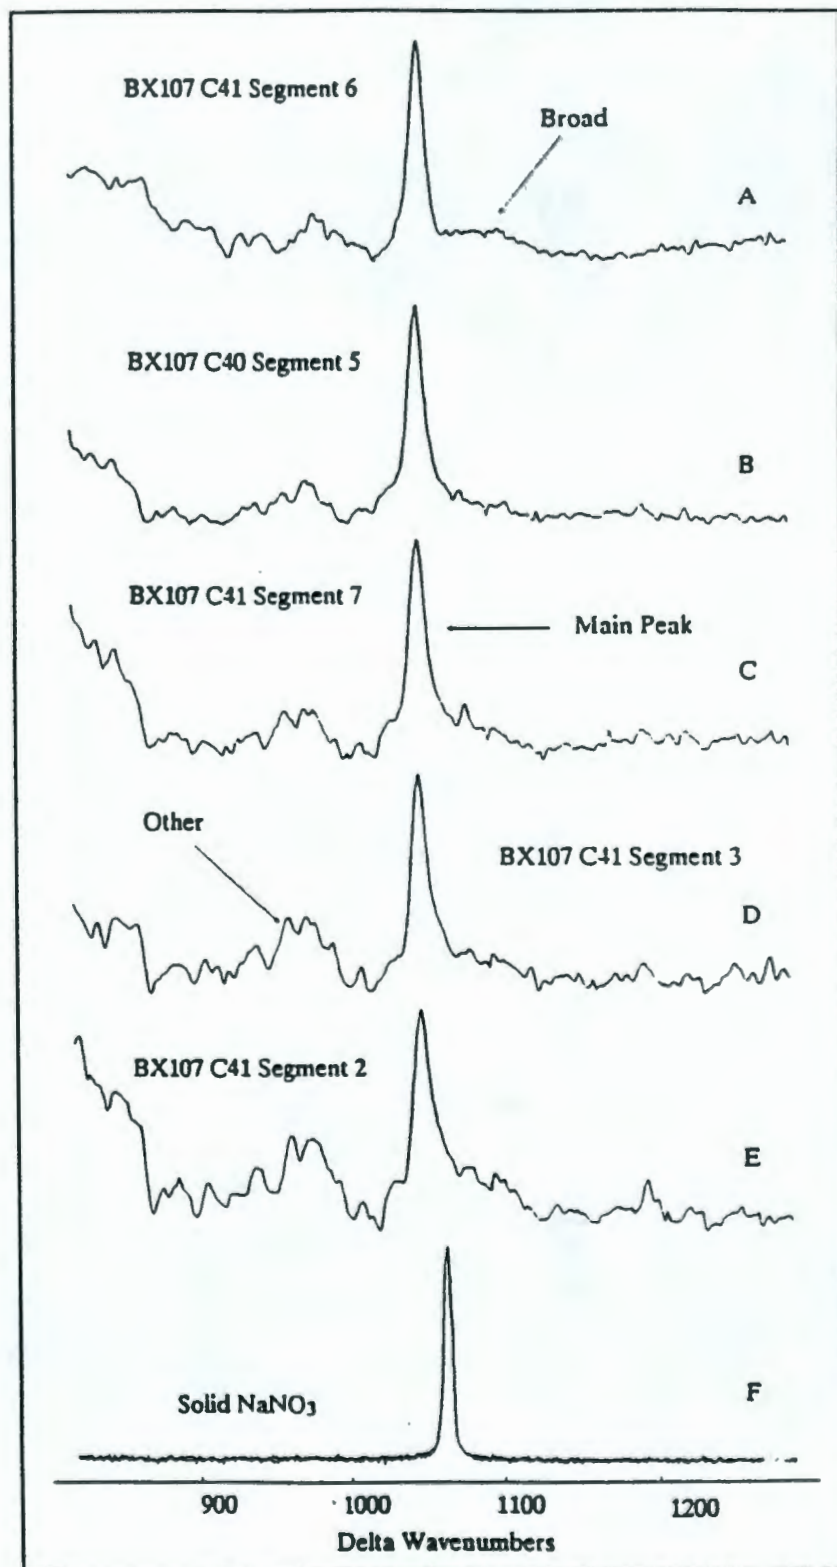 BX107 C41 Segment 6
Broad
A
BX107 C40 Segment 5
B
BX107 C41 Segment 7
Main Peak
C
Other
BX107 C41 Segment 3
D
BX107 C41 Segment 2
E
Solid NaNO₃
F
900 1000 1100 1200
Delta Wavenumbers